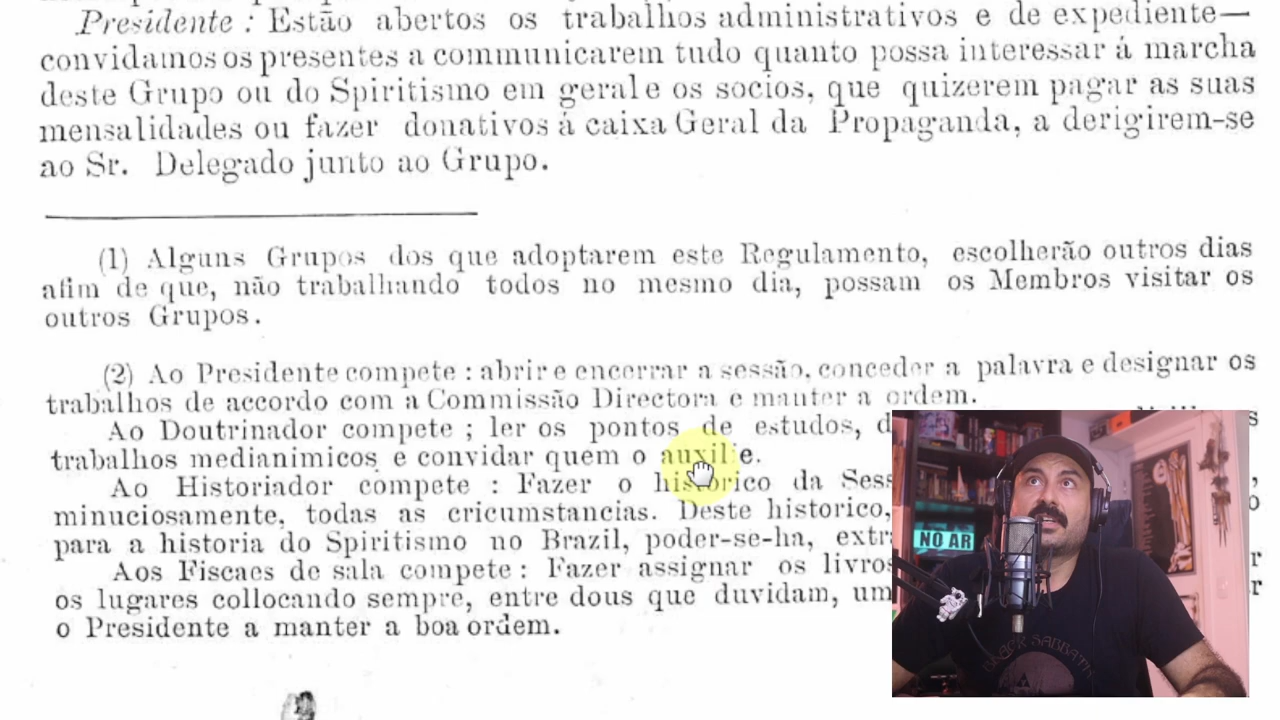 Presidente : Estão abertos os trabalhos administrativos e de expediente—
convidamos os presentes a communicarem tudo quanto possa interessar á marcha
deste Grupo ou do Spiritismo em geral e os socios, que quizerem pagar as suas
mensalidades ou fazer donativos á caixa Geral da Propaganda, a derigirem-se
ao Sr. Delegado junto ao Grupo.
(1) Alguns Grupos dos que adoptarem este Regulamento, escolherão outros dias
afim de que, não trabalhando todos no mesmo dia, possam os Membros visitar os
outros Grupos.
(2) Ao Presidente compete : abrir e encerrar a sessão, conceder a palavra e designar os
trabalhos de accordo com a Commissão Directora e manter a ordem.
Ao Doutrinador compete ; ler os pontos de estudos, d
trabalhos medianimicos e convidar quem o auxilie.
Ao Historiador compete : Fazer o historico da Sess
minuciosamente, todas as cricumstancias. Deste historico,
para a historia do Spiritismo no Brazil, poder-se-ha, extr
Aos Fiscaes de sala compete : Fazer assignar os livros
os lugares collocando sempre, entre dous que duvidam, um
o Presidente a manter a boa ordem.
NO AR
BLACK SABBATH